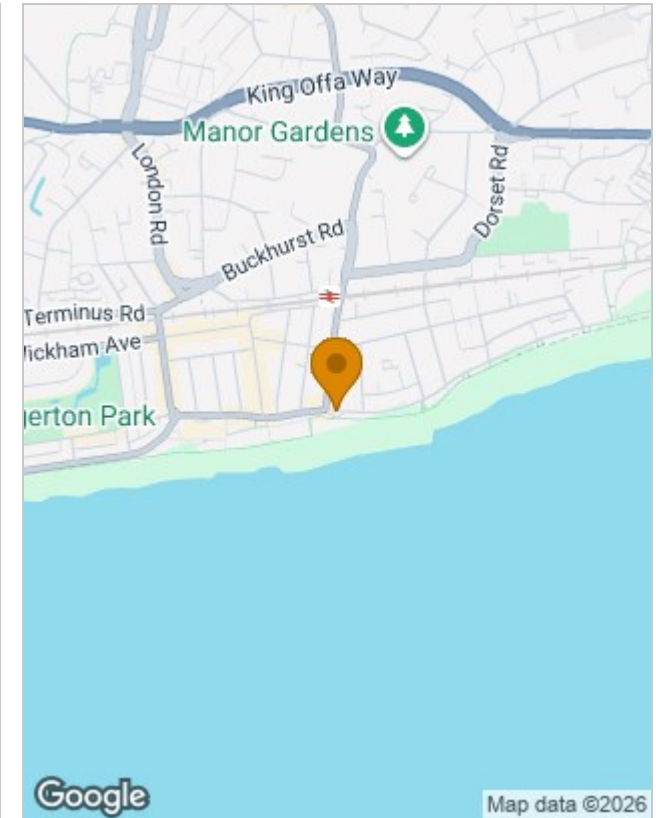 King Offa Way
Manor Gardens
London Rd
Dorset Rd
Buckhurst Rd
Terminus Rd
ickham Ave
gerton Park
Google
Map data ©2026